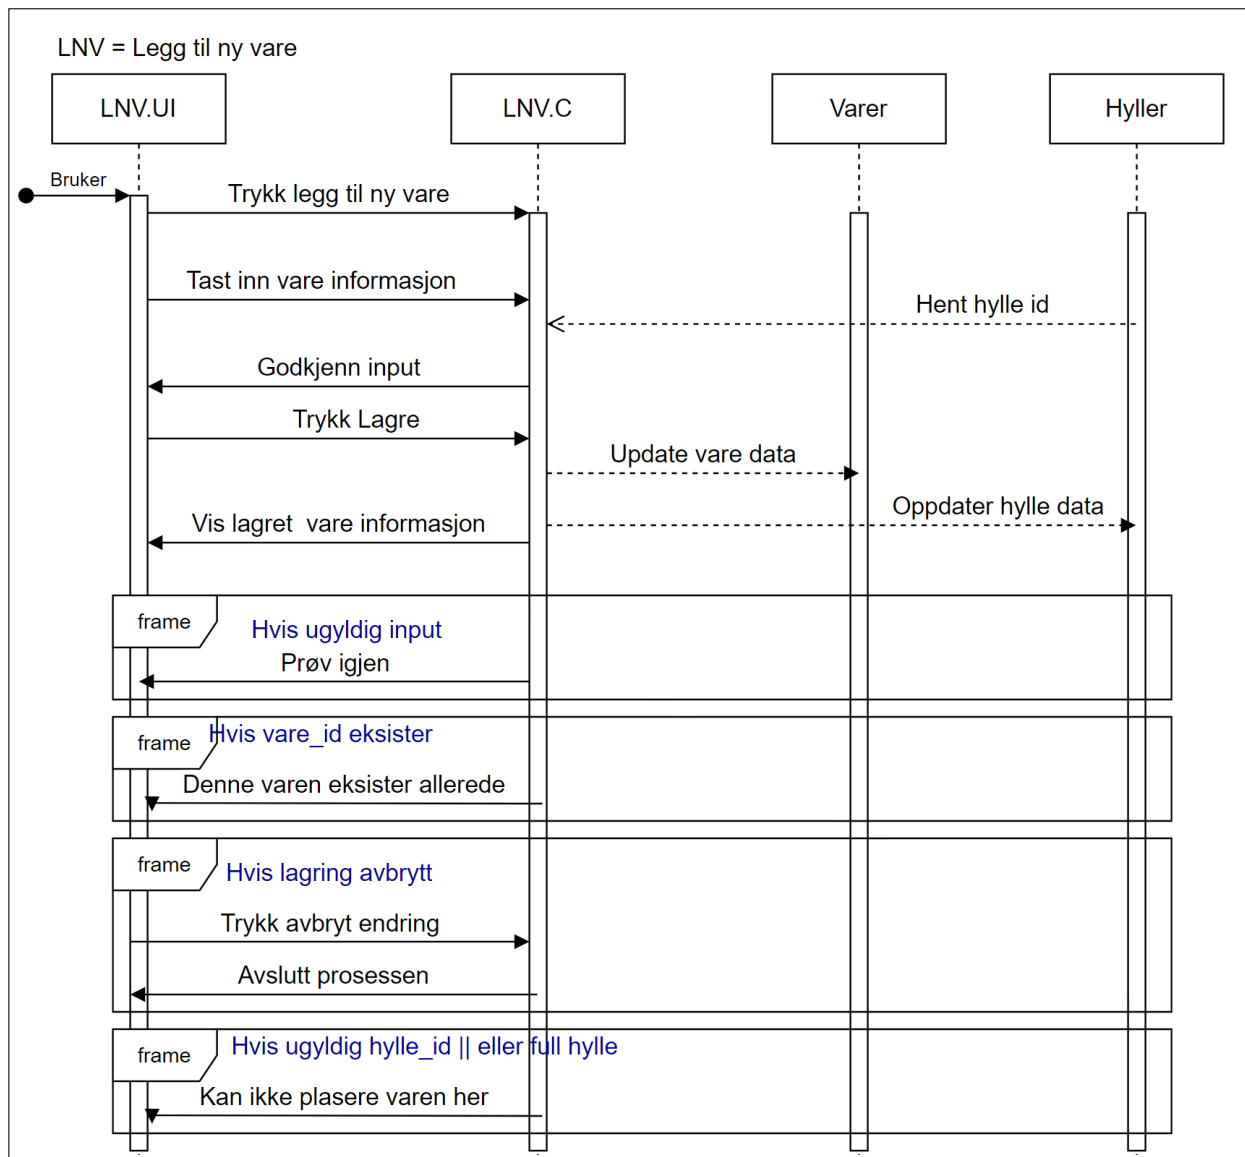 LNV = Legg til ny vare
LNV.UI
LNV.C
Varer
Hyller
Bruker
Trykk legg til ny vare
Tast inn vare informasjon
Hent hylle id
Godkjenn input
Trykk Lagre
Update vare data
Oppdater hylle data
Vis lagret  vare informasjon
frame
Hvis ugyldig input
Prøv igjen
frame
Hvis vare_id eksister
Denne varen eksister allerede
frame
Hvis lagring avbrytt
Trykk avbryt endring
Avslutt prosessen
frame
Hvis ugyldig hylle_id || eller full hylle
Kan ikke plasere varen her